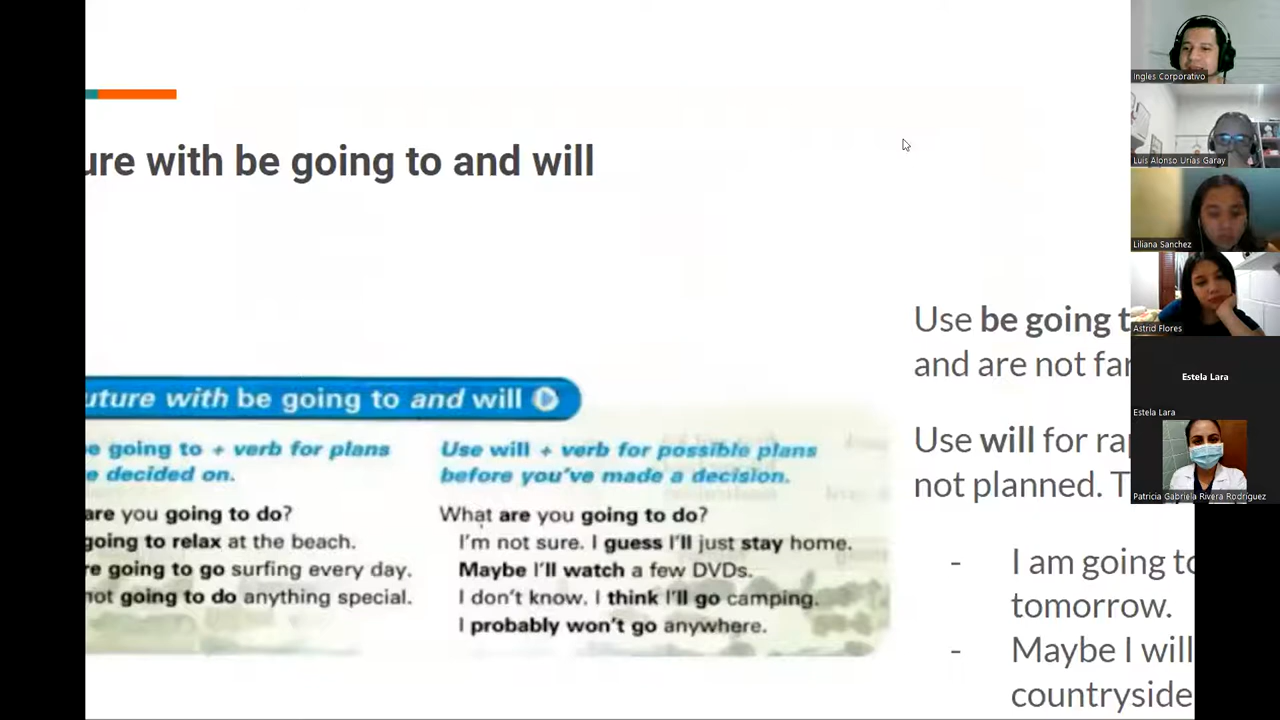 ure with be going to and will
uture with be going to and will
e going to + verb for plans
e decided on.
are you going to do?
going to relax at the beach.
re going to go surfing every day.
not going to do anything special.
Use will + verb for possible plans
before you've made a decision.
What are you going to do?
I'm not sure. I guess I'll just stay home.
Maybe I'll watch a few DVDs.
I don't know. I think I'll go camping.
I probably won't go anywhere.
Use be going t
and are not far
Use will for ra
not planned. T
- I am going to
tomorrow.
- Maybe I will
countryside
Ingles Corporativo
Luis Alonso Urías Garay
Liliana Sanchez
Astrid Flores
Estela Lara
Estela Lara
Patricia Gabriela Rivera Rodríguez